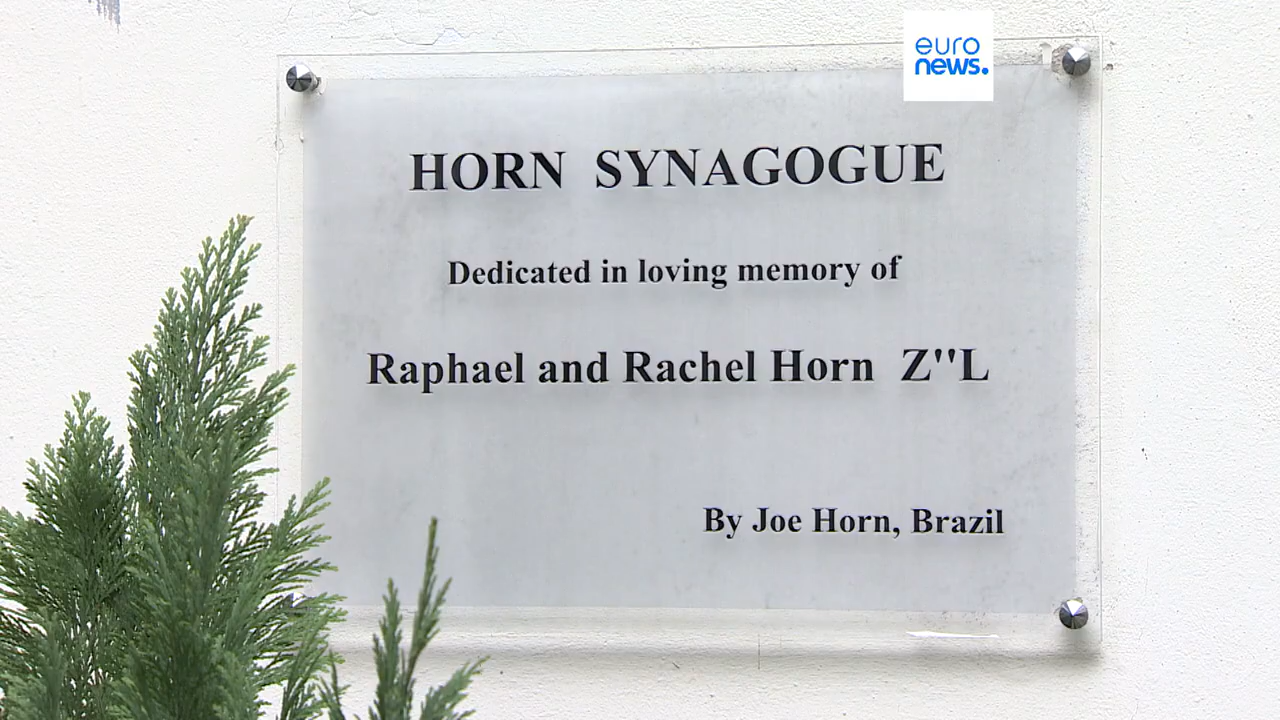 euro
news.
HORN SYNAGOGUE
Dedicated in loving memory of
Raphael and Rachel Horn Z"L
By Joe Horn, Brazil